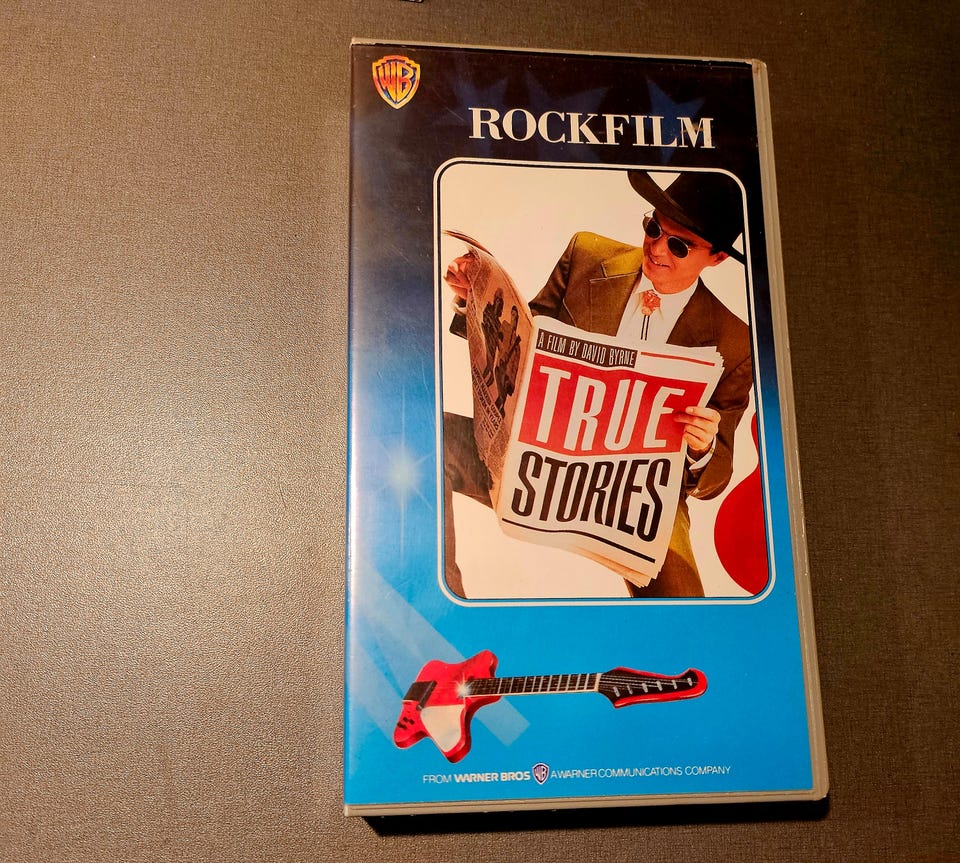 WB
ROCKFILM
A FILM BY DAVID BYRNE
TRUE
STORIES
FROM WARNER BROS WB A WARNER COMMUNICATIONS COMPANY